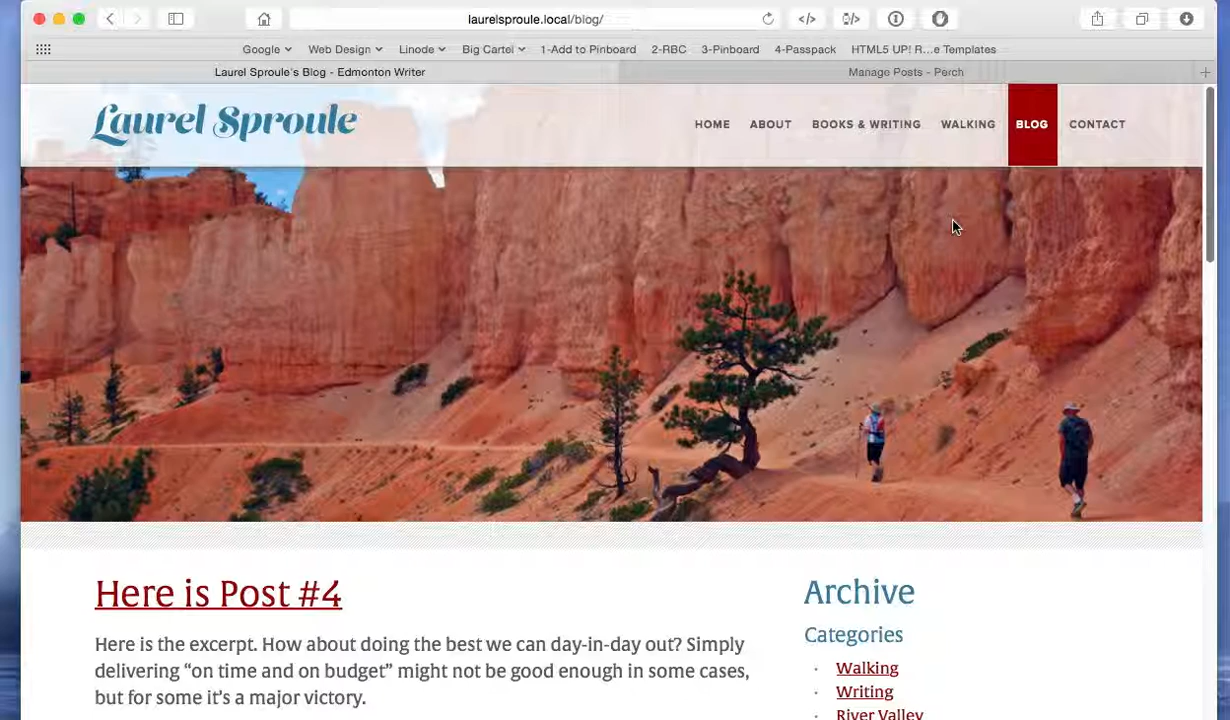 laurelsproule.local/blog/
Google Web Design Linode Big Cartel 1-Add to Pinboard 2-RBC 3-Pinboard 4-Passpack HTML5 UP! R...e Templates
Laurel Sproule's Blog - Edmonton Writer Manage Posts - Perch
Laurel Sproule HOME ABOUT BOOKS & WRITING WALKING BLOG CONTACT
Here is Post #4
Here is the excerpt. How about doing the best we can day-in-day out? Simply
delivering “on time and on budget” might not be good enough in some cases,
but for some it’s a major victory.
Archive
Categories
Walking
Writing
River Valley